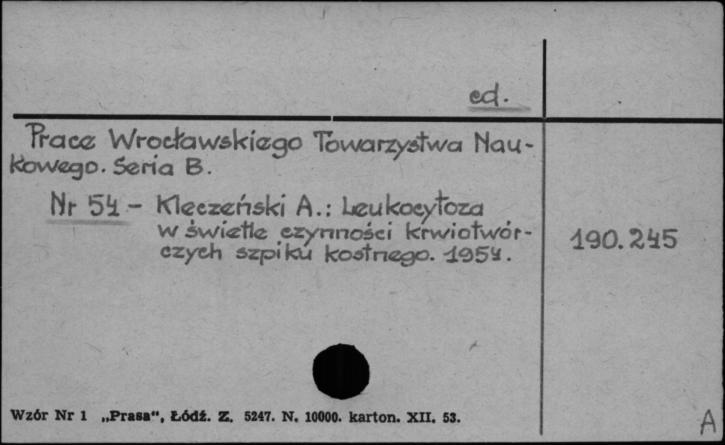 cd.
Prace Wrocławskiego Towarzystwa Nau-
kowego. Seria B.
Nr 54 - Kleczeński A.: Leukocytoza
w świetle czynności krwiotwór-
czych szpiku kostnego. 1954.
190.245
Wzór Nr 1 „Prasa“, Łódź. Z. 5247. N. 10000. karton. XII. 53.
A